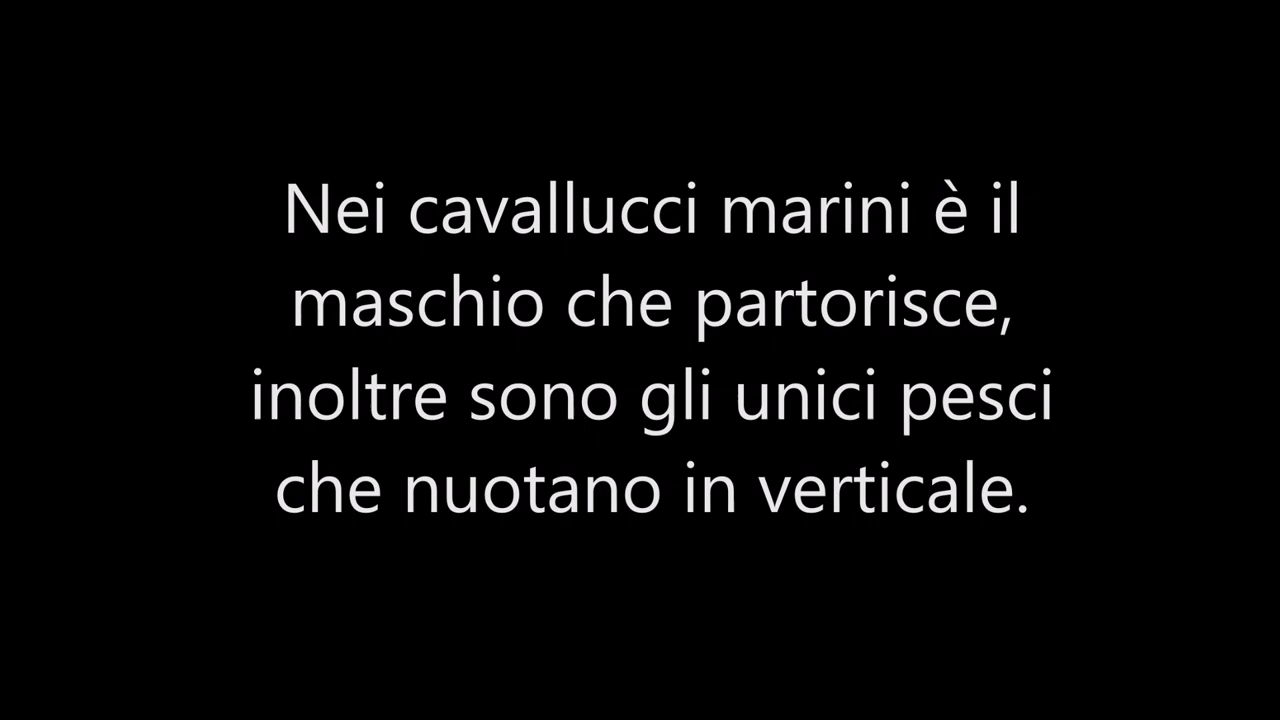 Nei cavallucci marini è il
maschio che partorisce,
inoltre sono gli unici pesci
che nuotano in verticale.